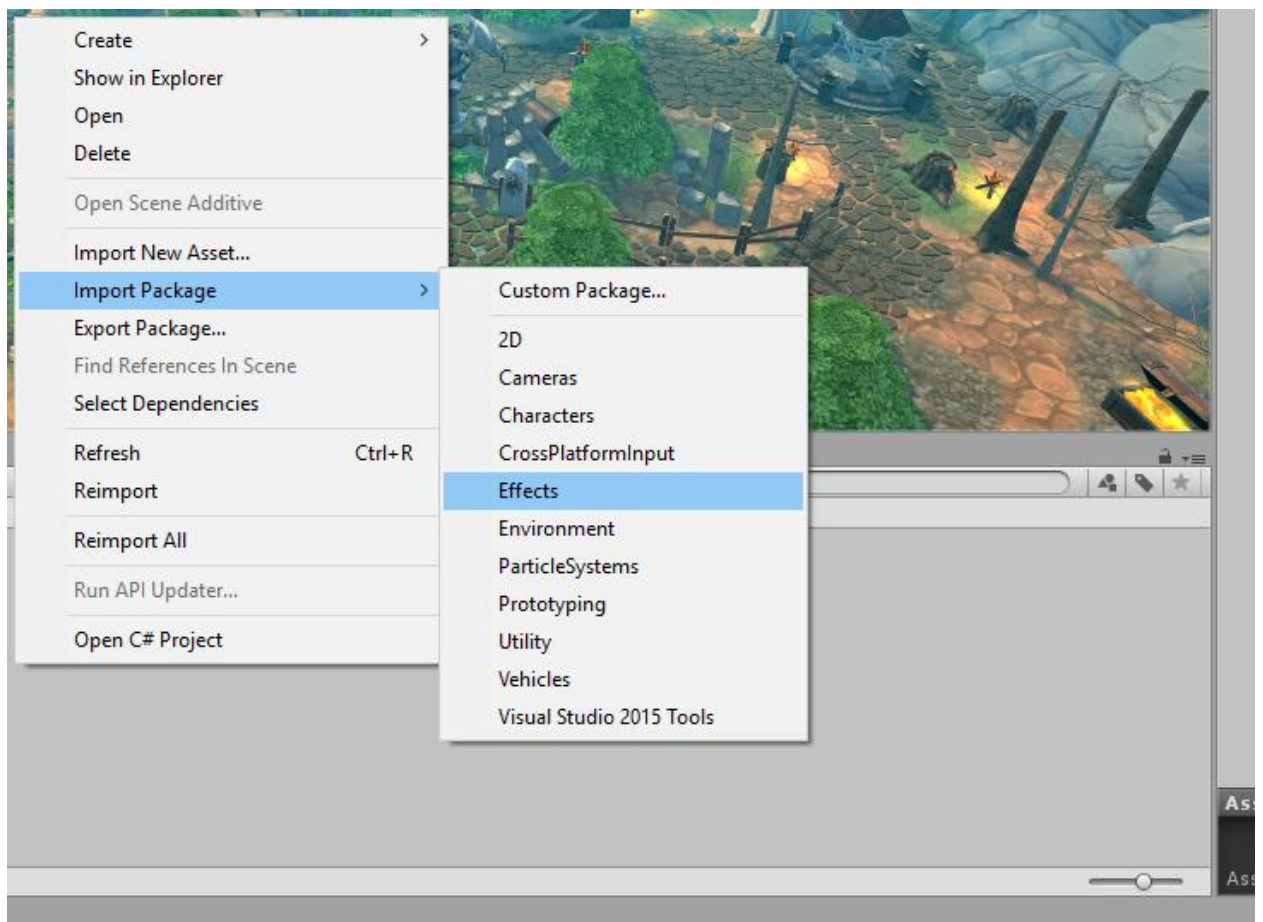 Create
Show in Explorer
Open
Delete
Open Scene Additive
Import New Asset...
Import Package
Export Package...
Find References In Scene
Select Dependencies
Refresh Ctrl+R
Reimport
Reimport All
Run API Updater...
Open C# Project
Custom Package...
2D
Cameras
Characters
CrossPlatformInput
Effects
Environment
ParticleSystems
Prototyping
Utility
Vehicles
Visual Studio 2015 Tools